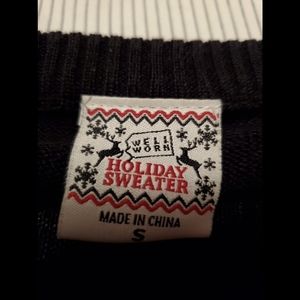 WELL
WORN
HOLIDAY
SWEATER
MADE IN CHINA
S